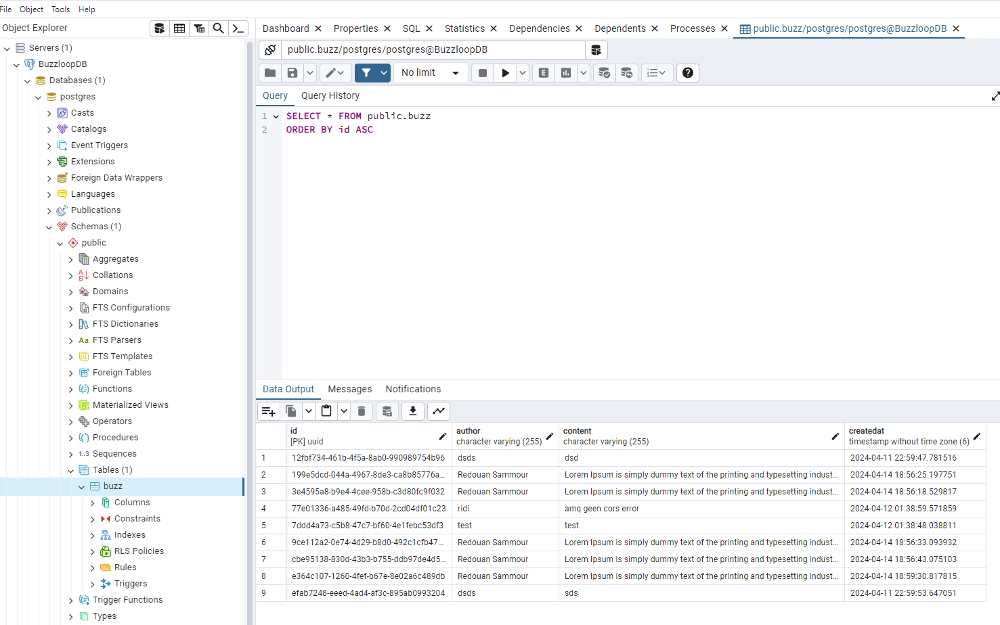 File Object Tools Help
Object Explorer
Servers (1)
BuzzloopDB
Databases (1)
postgres
Casts
Catalogs
Event Triggers
Extensions
Foreign Data Wrappers
Languages
Publications
Schemas (1)
public
Aggregates
Collations
Domains
FTS Configurations
FTS Dictionaries
Aa FTS Parsers
FTS Templates
Foreign Tables
Functions
Materialized Views
Operators
Procedures
1..3 Sequences
Tables (1)
buzz
Columns
Constraints
Indexes
RLS Policies
Rules
Triggers
Trigger Functions
Types
Dashboard Properties SQL Statistics Dependencies Dependents Processes public.buzz/postgres/postgres@BuzzloopDB
public.buzz/postgres/postgres@BuzzloopDB
No limit E
Query Query History
1 SELECT * FROM public.buzz
2 ORDER BY id ASC
Data Output Messages Notifications
id author content createdat
[PK] uuid character varying (255) character varying (255) timestamp without time zone (6)
1 12fbf734-461b-4f5a-8ab0-990989754b96 dsds dsd 2024-04-11 22:59:47.781516
2 199e5dcd-044a-4967-8de3-ca8b85776a... Redouan Sammour Lorem Ipsum is simply dummy text of the printing and typesetting indust... 2024-04-14 18:56:25.197751
3 3e4595a8-b9e4-4cee-958b-c3d80fc9f032 Redouan Sammour Lorem Ipsum is simply dummy text of the printing and typesetting indust... 2024-04-14 18:56:18.529817
4 77e01336-a485-49fd-b70d-2cd04df01c23 ridi amq geen cors error 2024-04-12 01:38:59.571859
5 7ddd4a73-c5b8-47c7-bf60-4e1febc53df3 test test 2024-04-12 01:38:48.038811
6 9ce112a2-0e74-4d29-b8d0-492c1cfb47... Redouan Sammour Lorem Ipsum is simply dummy text of the printing and typesetting indust... 2024-04-14 18:56:33.093932
7 cbe95138-830d-43b3-b755-ddb97de4d5... Redouan Sammour Lorem Ipsum is simply dummy text of the printing and typesetting indust... 2024-04-14 18:56:43.075103
8 e364c107-1260-4fef-b67e-8e02a6c489db Redouan Sammour Lorem Ipsum is simply dummy text of the printing and typesetting indust... 2024-04-14 18:59:30.817815
9 efab7248-eeed-4ad4-af3c-895ab0993204 dsds sds 2024-04-11 22:59:53.647051